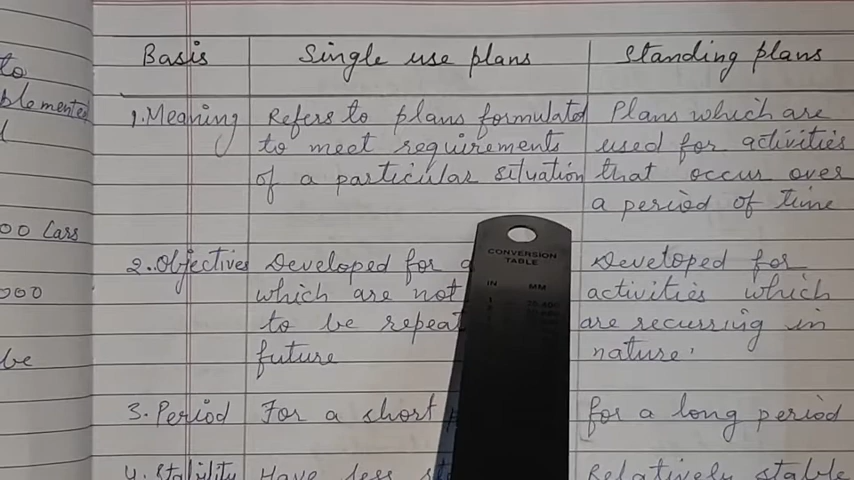 Basis Single use plans Standing plans
to
plemented
1. Meaning Refers to plans formulated Plans which are
to meet requirements used for activities
of a particular situation that occur over
a period of time
00 Cars
2. Objectives Developed for Developed for
which are not activities which
to be repeat are recurring in
future nature.
000
be
3. Period For a short for a long period
4. Stability Have less Relatively stable
CONVERSION
TABLE
IN MM